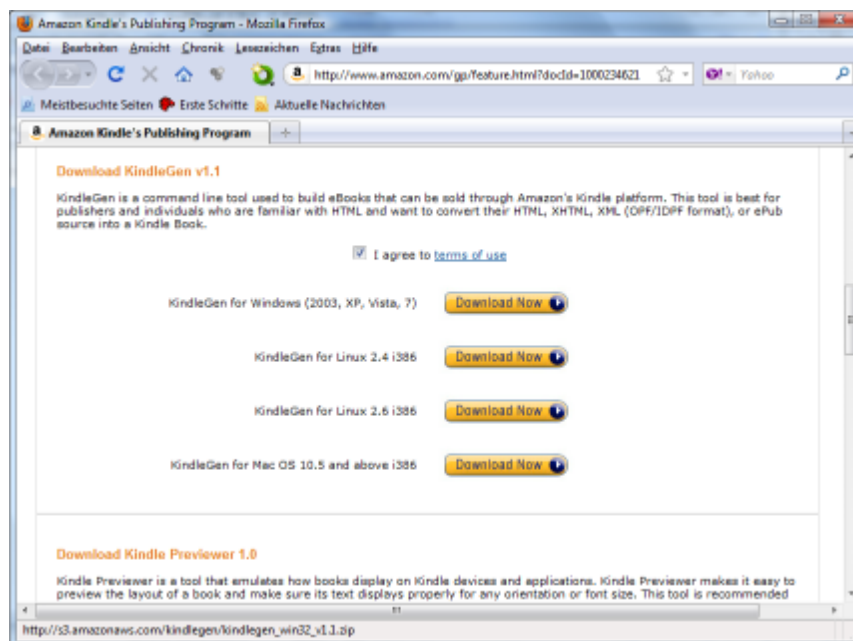 Amazon Kindle's Publishing Program - Mozilla Firefox
Datei Bearbeiten Ansicht Chronik Lesezeichen Extras Hilfe
http://www.amazon.com/gp/feature.html?docId=1000234621 Yahoo
Meistbesuchte Seiten Erste Schritte Aktuelle Nachrichten
Amazon Kindle's Publishing Program
Download KindleGen v1.1
KindleGen is a command line tool used to build eBooks that can be sold through Amazon's Kindle platform. This tool is best for
publishers and individuals who are familiar with HTML and want to convert their HTML, XHTML, XML (OPF/IDPF format), or ePub
source into a Kindle Book.
I agree to terms of use
KindleGen for Windows (2003, XP, Vista, 7) Download Now
KindleGen for Linux 2.4 i386 Download Now
KindleGen for Linux 2.6 i386 Download Now
KindleGen for Mac OS 10.5 and above i386 Download Now
Download Kindle Previewer 1.0
Kindle Previewer is a tool that emulates how books display on Kindle devices and applications. Kindle Previewer makes it easy to
preview the layout of a book and make sure its text displays properly for any orientation or font size. This tool is recommended
http://s3.amazonaws.com/kindlegen/kindlegen_win32_v1.1.zip